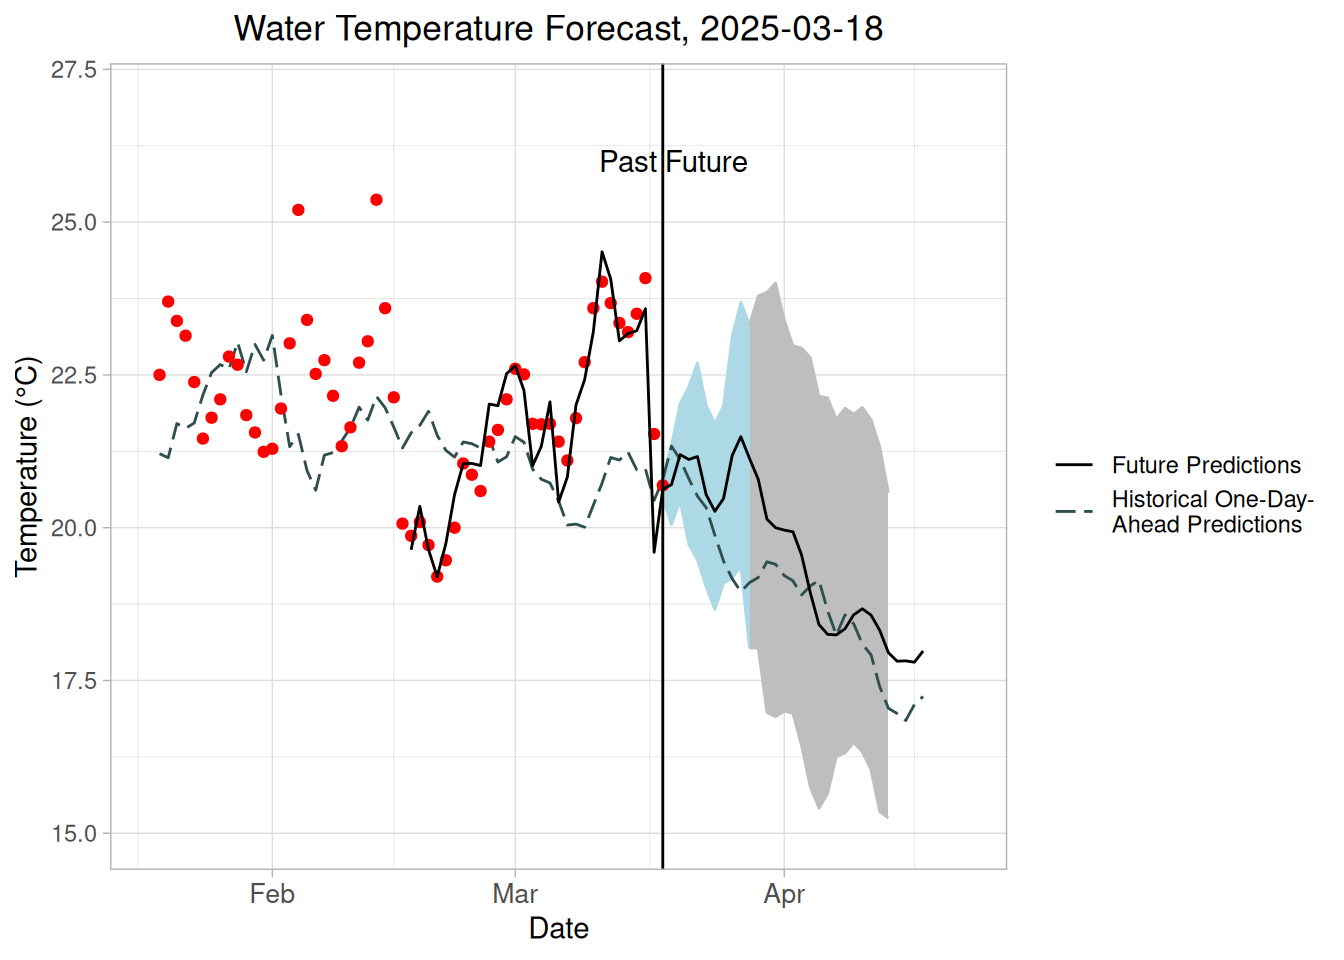 Water Temperature Forecast, 2025-03-18
27.5
25.0
22.5
20.0
17.5
15.0
Temperature (°C)
Past Future
Feb
Mar
Apr
Date
Future Predictions
Historical One-Day-
Ahead Predictions